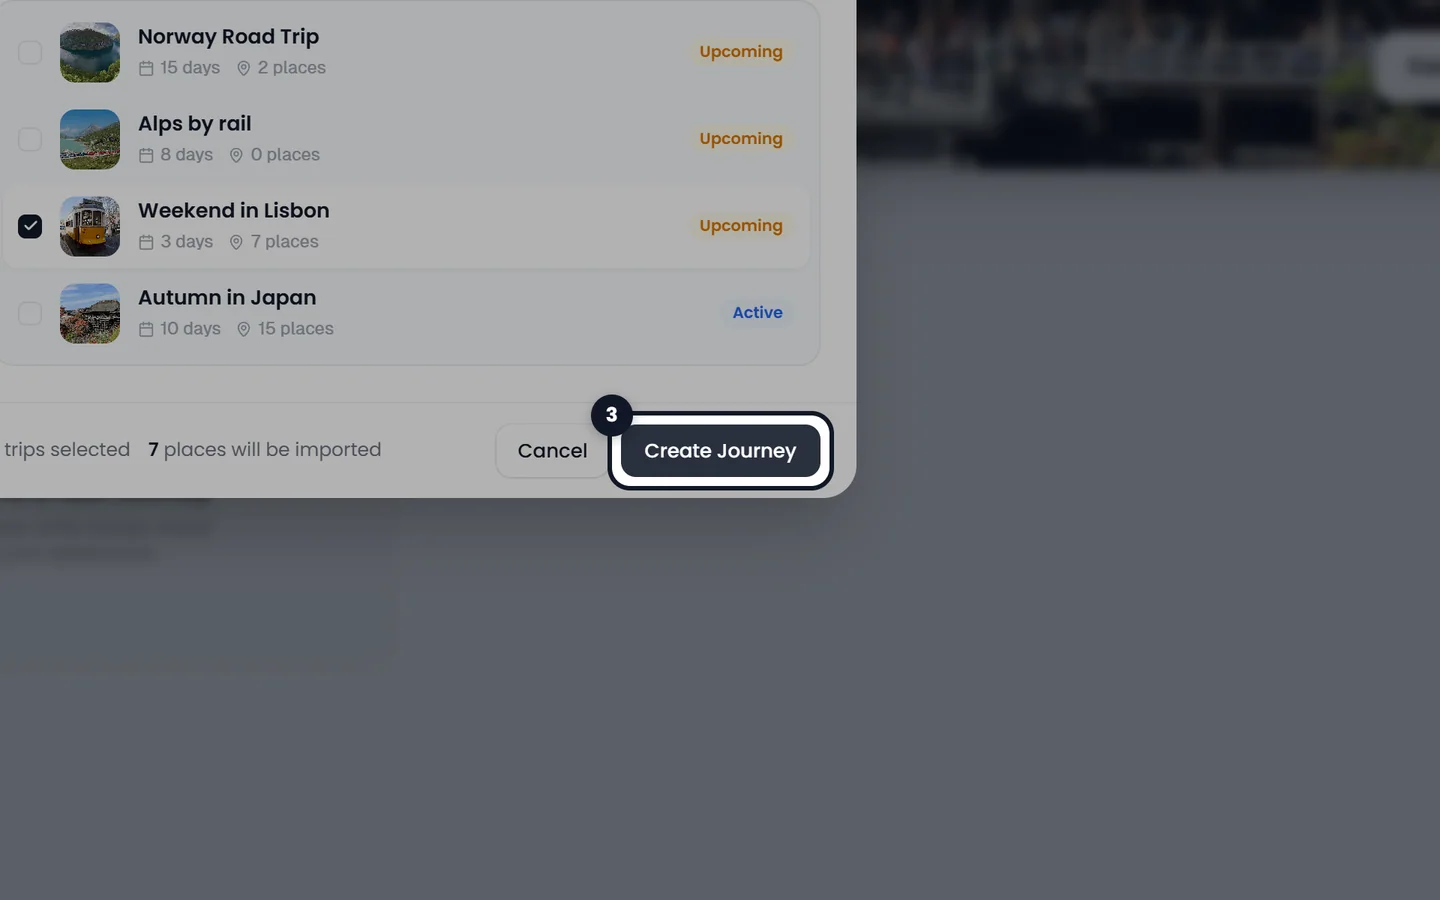 Norway Road Trip
15 days 2 places
Upcoming
Alps by rail
8 days 0 places
Upcoming
Weekend in Lisbon
3 days 7 places
Upcoming
Autumn in Japan
10 days 15 places
Active
trips selected 7 places will be imported
Cancel
3
Create Journey